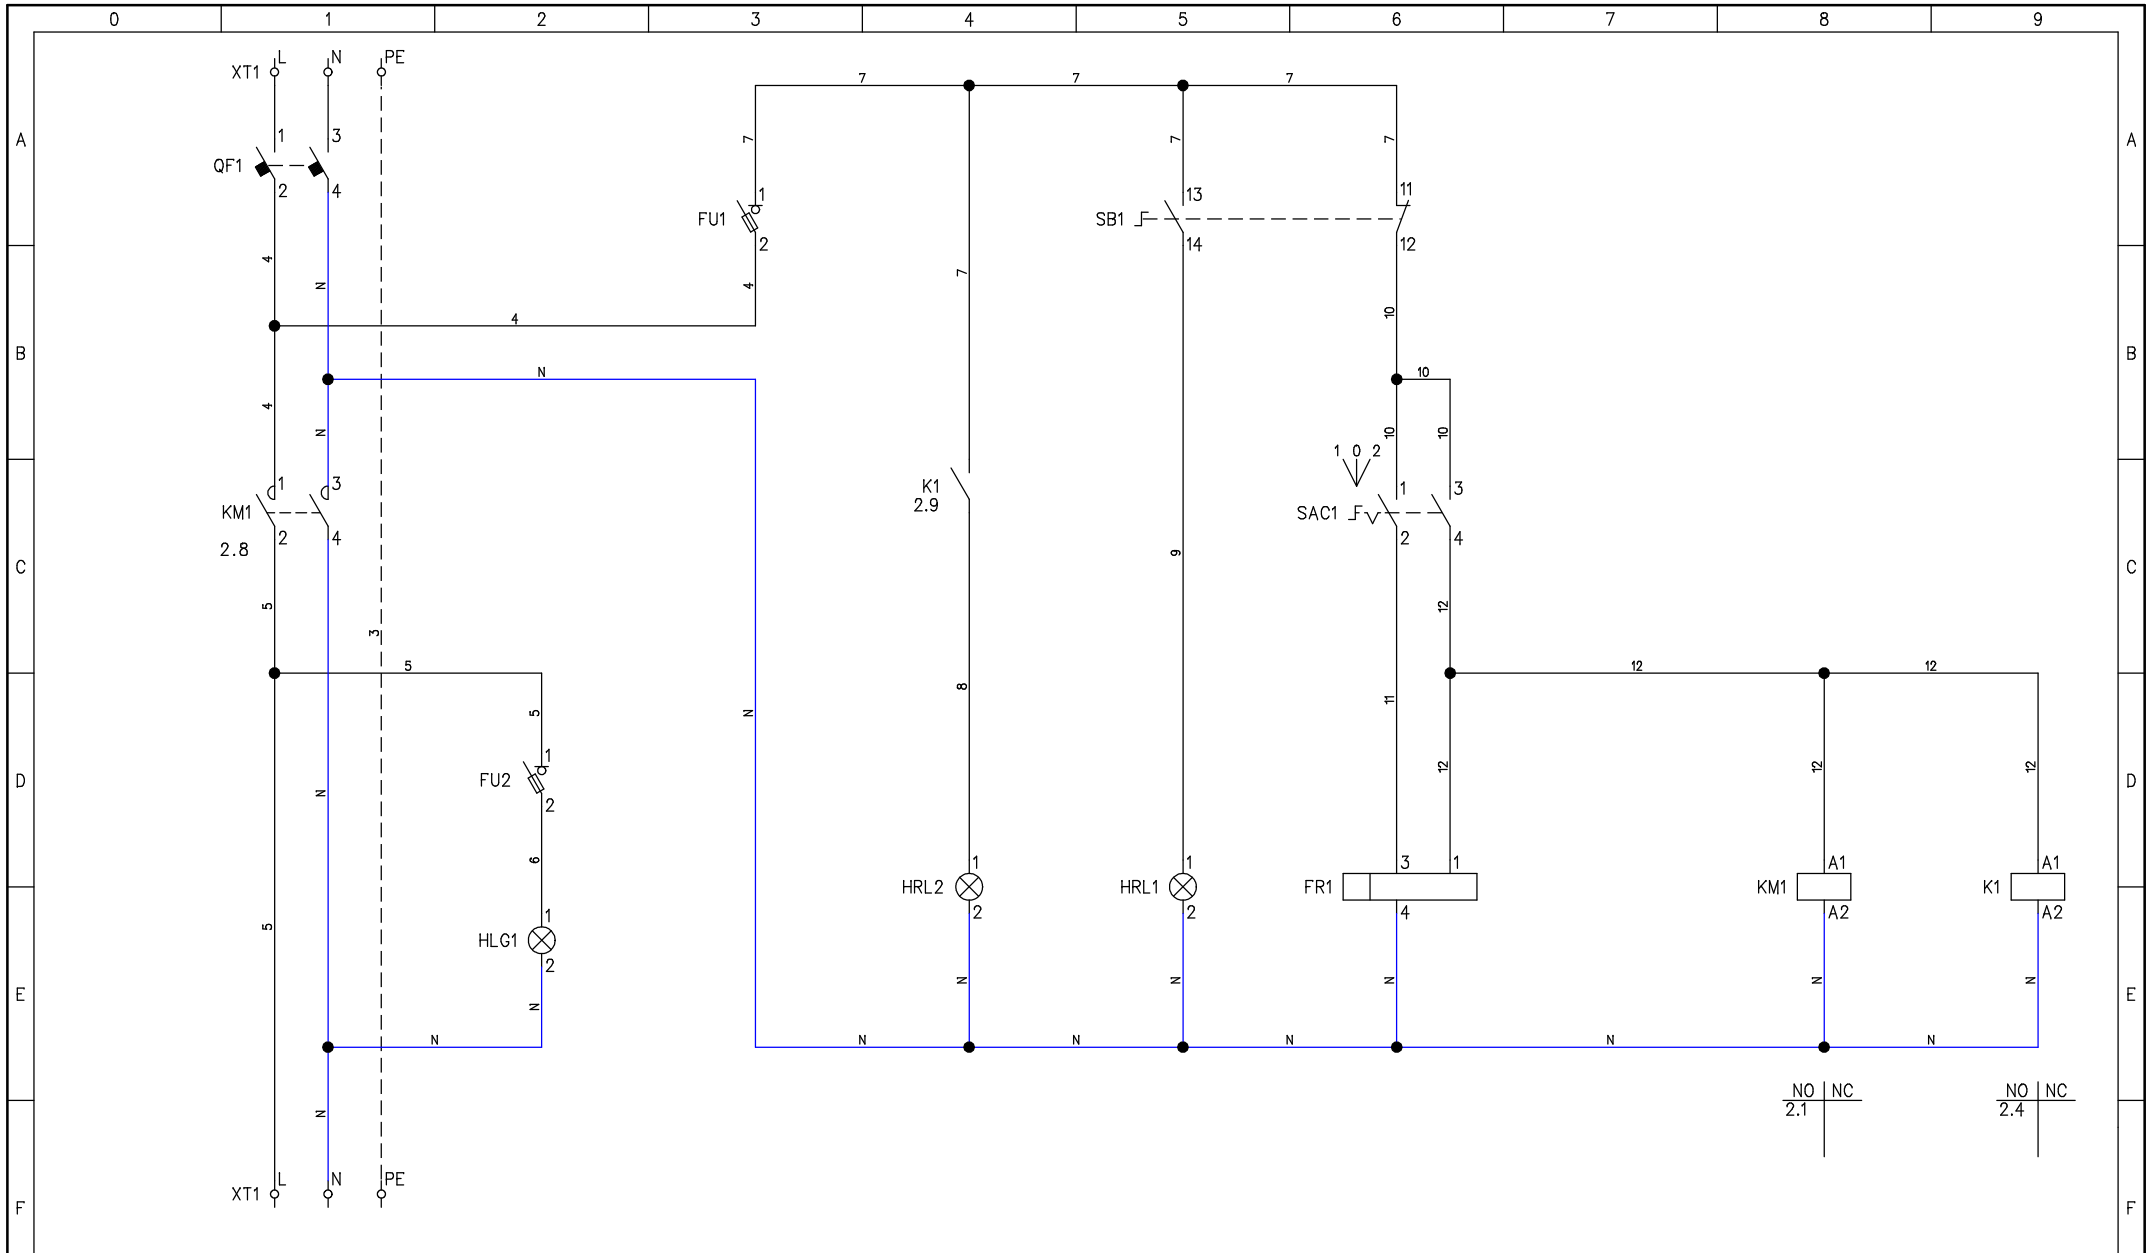 0 1 2 3 4 5 6 7 8 9
XT1 L N PE
7 7 7
A 1 3 7 7 7 A
QF1 2 4
1 13 11
FU1 SB1
2 14 12
4 N 7 4 10
4
B N 10 B
4 N 10 10
1 0 2
1 3 K1 1 3
KM1 2.9 SAC1
2 4 2 4
2.8
C 9 C
5 12
3
5 12 12
8
5 N 11
1
D FU2 12 12 12 D
N 2
6 1 1 3 1 A1 A1
HRL2 HRL1 FR1 KM1 K1
1 2 2 4 A2 A2
5 HLG1
2
E N N N N N N E
N N N N N N
NO NC NO NC
N 2.1 2.4
XT1 L N PE
F F